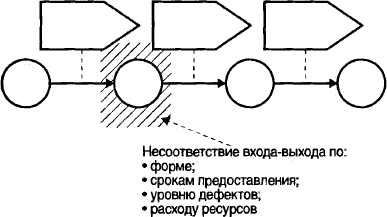 Несоответствие входа-выхода по:
• форме;
• срокам предоставления;
• уровню дефектов;
• расходу ресурсов